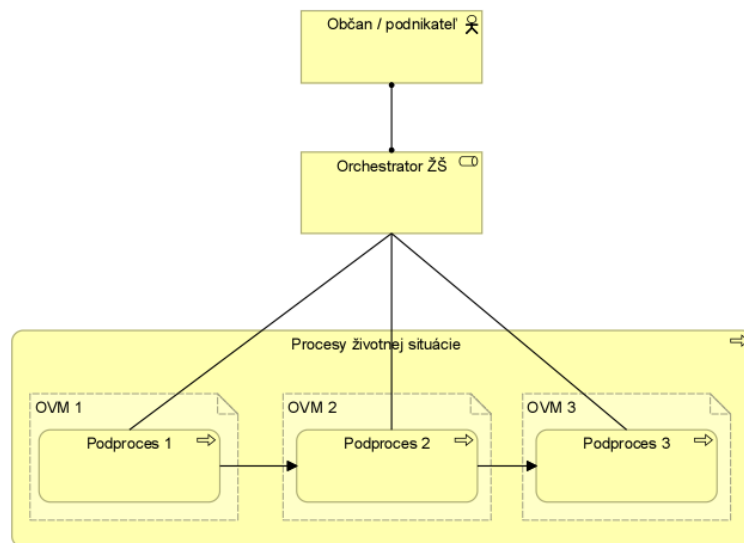 Občan / podnikateľ
Orchestrator ŽŠ
Procesy životnej situácie
OVM 1
OVM 2
OVM 3
Podproces 1
Podproces 2
Podproces 3